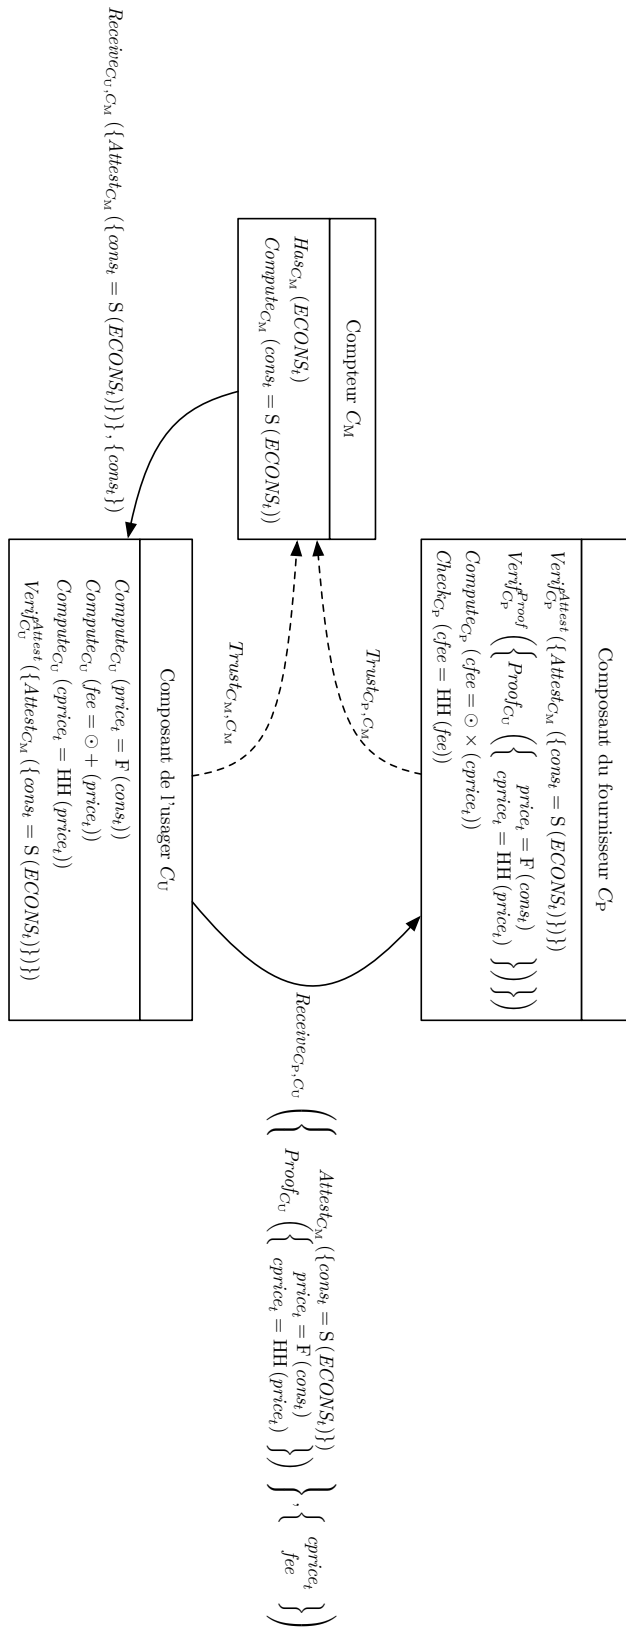 Composant du fournisseur C_P
Verif_{C_P}^{Attest} ({Attest_{C_M} ({cons_t = S (ECONS_t)})})
Verif_{C_P}^{Proof} ({Proof_{C_U} ({ price_t = F (cons_t)
cprice_t = HH (price_t) })})
Compute_{C_P} (cfee = ⊙ × (cprice_t))
Check_{C_P} (cfee = HH (fee))
Compteur C_M
Has_{C_M} (ECONS_t)
Compute_{C_M} (cons_t = S (ECONS_t))
Trust_{C_P,C_M}
Trust_{C_M,C_M}
Receive_{C_P,C_U} ({ Attest_{C_M} ({cons_t = S (ECONS_t)})
Proof_{C_U} ({ price_t = F (cons_t)
cprice_t = HH (price_t) }) }, { cprice_t
fee })
Composant de l'usager C_U
Compute_{C_U} (price_t = F (cons_t))
Compute_{C_U} (fee = ⊙ + (price_t))
Compute_{C_U} (cprice_t = HH (price_t))
Verif_{C_U}^{Attest} ({Attest_{C_M} ({cons_t = S (ECONS_t)})})
Receive_{C_U,C_M} ({Attest_{C_M} ({cons_t = S (ECONS_t)})}, {cons_t})